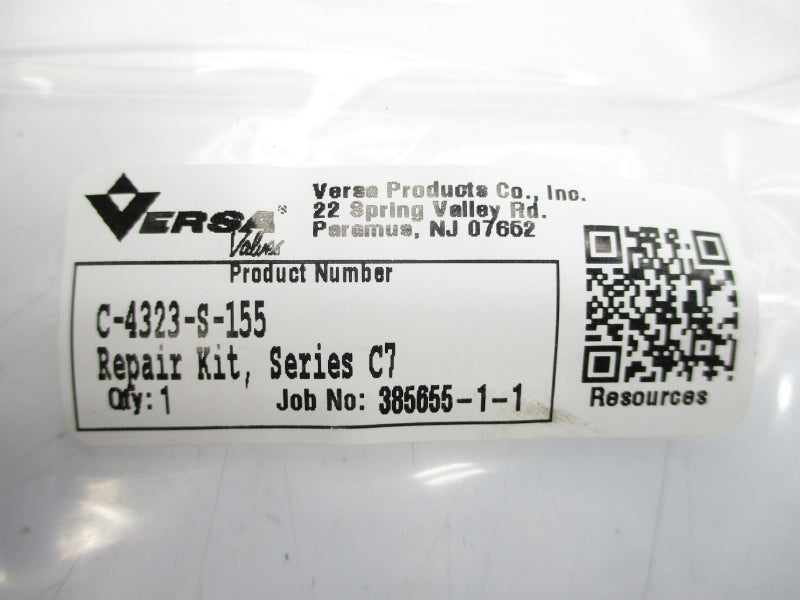 VERSA®
Valves
Versa Products Co., Inc.
22 Spring Valley Rd.
Paramus, NJ 07652
Product Number
C-4323-S-155
Repair Kit, Series C7
Qty: 1 Job No: 385655-1-1
Resources